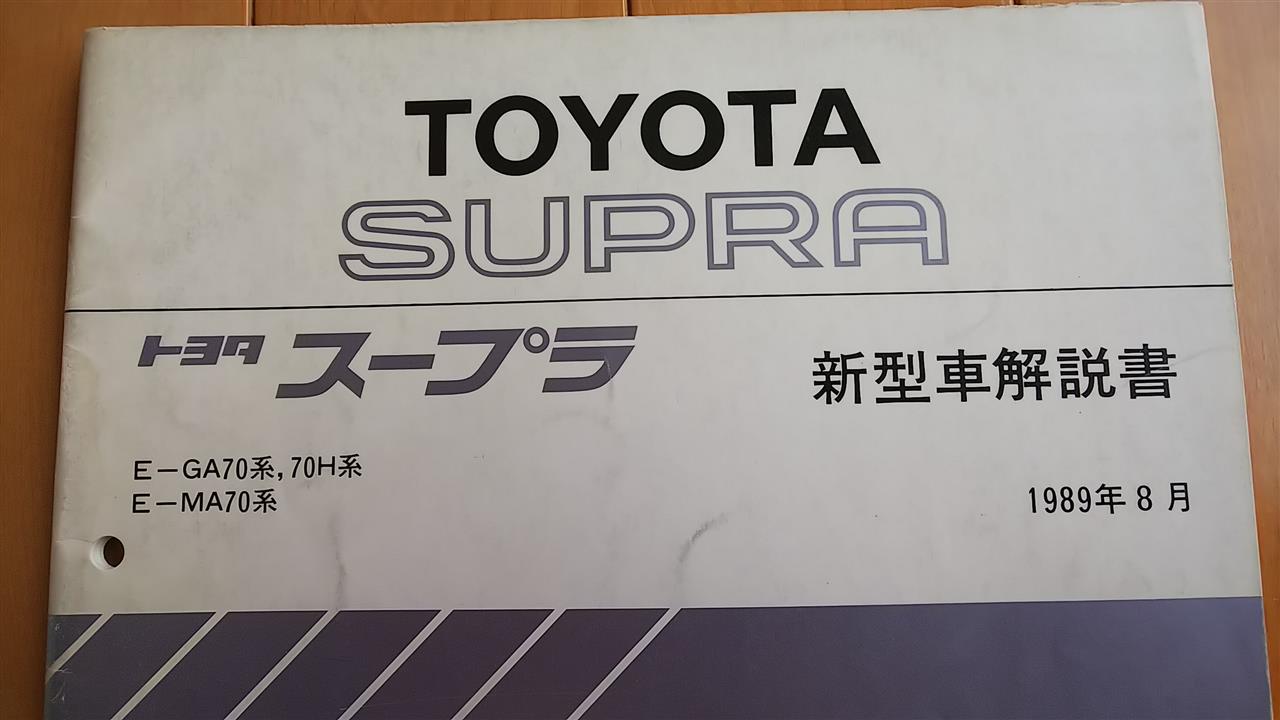 TOYOTA
SUPRA
トヨタ スープラ 新型車解説書
E-GA70系, 70H系
E-MA70系
1989年8月